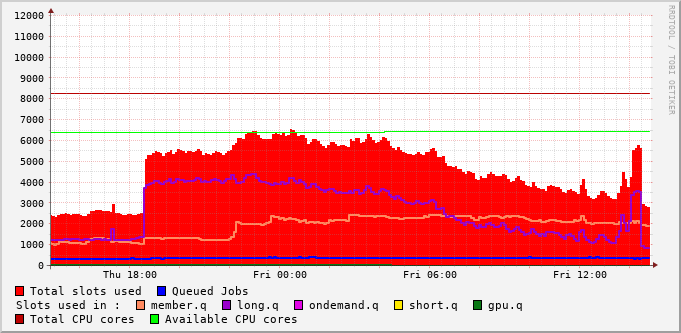 12000
11000
10000
9000
8000
7000
6000
5000
4000
3000
2000
1000
0
Thu 18:00 Fri 00:00 Fri 06:00 Fri 12:00
Total slots used Queued Jobs
Slots used in : member.q long.q ondemand.q short.q gpu.q
Total CPU cores Available CPU cores
RRDTOOL / TOBI OETIKER